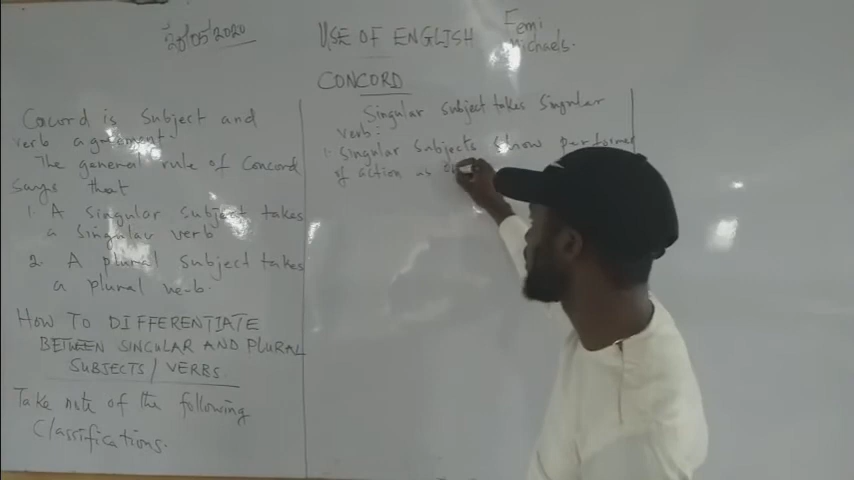 28/05/2020
USE OF ENGLISH
Femi
Michaels.
CONCORD
Cocord is Subject and
verb agreement.
The general rule of Concord
says that
1. A singular subject takes
a singular verb
2. A plural subject takes
a plural verb.
HOW TO DIFFERENTIATE
BETWEEN SINGULAR AND PLURAL
SUBJECTS / VERBS.
Take note of the following
Classifications.
Singular subject takes Singular
verb:
1. Singular Subjects Show performer
of action as